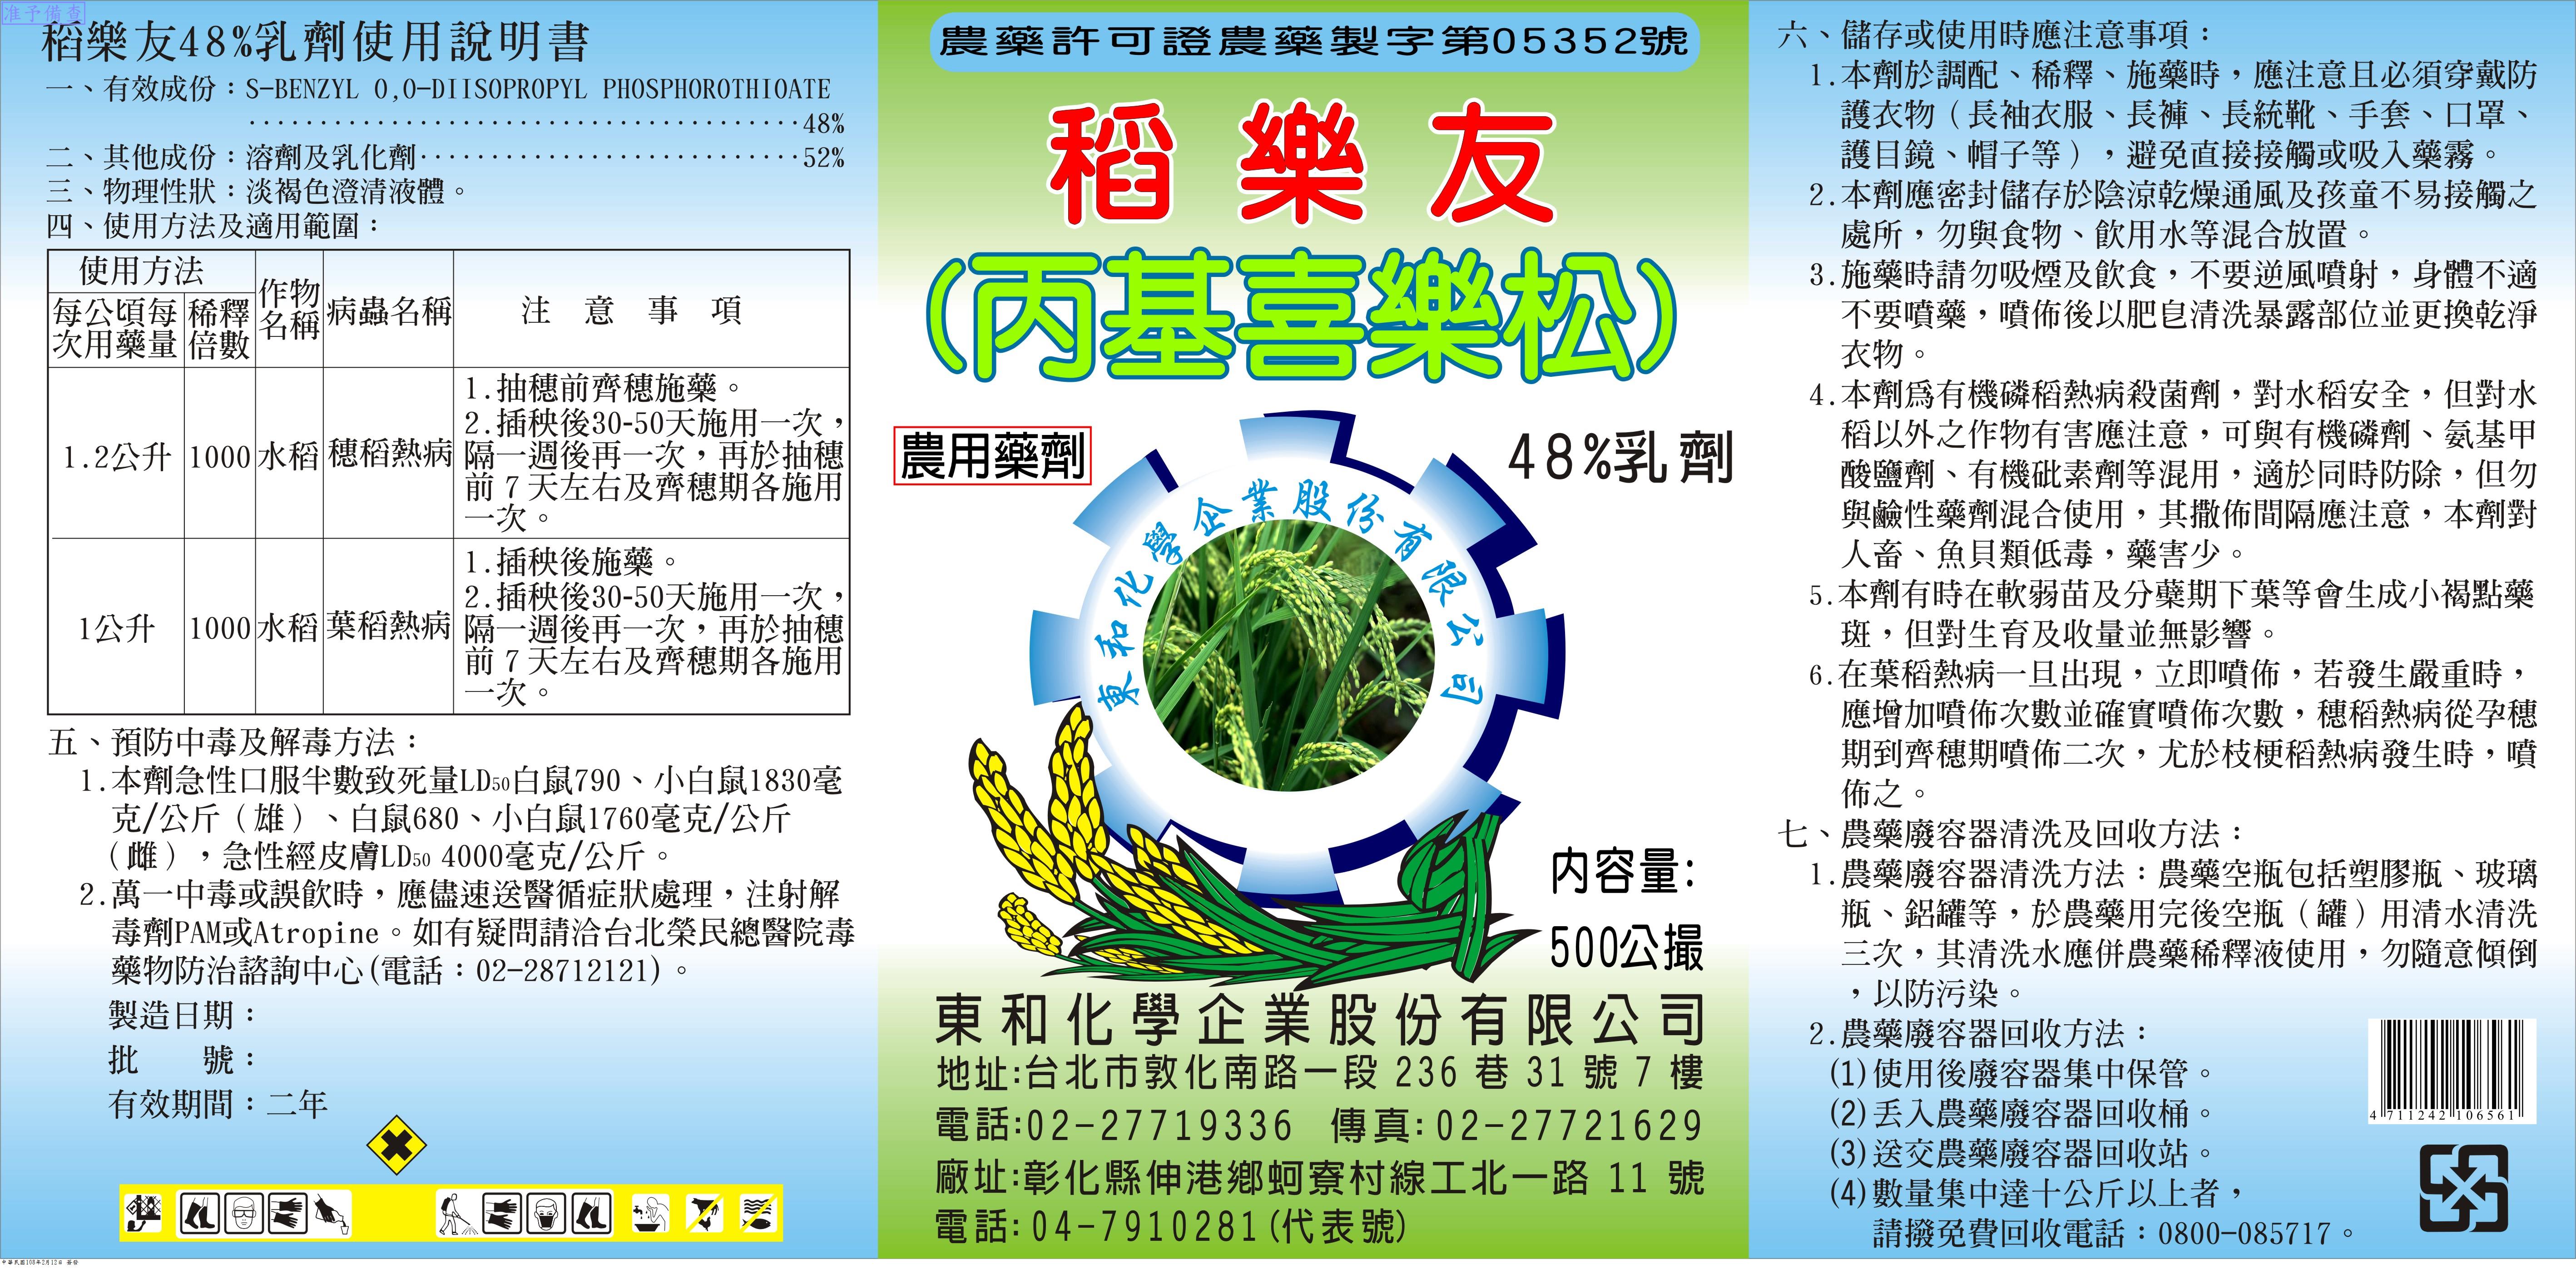 准予備查
稻樂友48%乳劑使用說明書
一、有效成份：S-BENZYL O,O-DIISOPROPYL PHOSPHOROTHIOATE
‥‥‥‥‥‥‥‥‥‥‥‥‥‥‥‥‥‥‥48%
二、其他成份：溶劑及乳化劑‥‥‥‥‥‥‥‥‥‥‥‥‥52%
三、物理性狀：淡褐色澄清液體。
四、使用方法及適用範圍：
使用方法
作物名稱
病蟲名稱
注 意 事 項
每公頃每次用藥量
稀釋倍數
1.2公升 1000 水稻 穗稻熱病
1.抽穗前齊穗施藥。
2.插秧後30-50天施用一次，
隔一週後再一次，再於抽穗
前7天左右及齊穗期各施用
一次。
1公升 1000 水稻 葉稻熱病
1.插秧後施藥。
2.插秧後30-50天施用一次，
隔一週後再一次，再於抽穗
前7天左右及齊穗期各施用
一次。
五、預防中毒及解毒方法：
1.本劑急性口服半數致死量LD50白鼠790、小白鼠1830毫
克/公斤（雄）、白鼠680、小白鼠1760毫克/公斤
（雌），急性經皮膚LD50 4000毫克/公斤。
2.萬一中毒或誤飲時，應儘速送醫循症狀處理，注射解
毒劑PAM或Atropine。如有疑問請洽台北榮民總醫院毒
藥物防治諮詢中心(電話：02-28712121)。
製造日期：
批　　號：
有效期間：二年
中華民國108年2月12日 簽發
農藥許可證農藥製字第05352號
稻樂友
(丙基喜樂松)
農用藥劑
48%乳劑
東和化學企業股份有限公司
內容量:
500公撮
東和化學企業股份有限公司
地址:台北市敦化南路一段 236 巷 31 號 7 樓
電話:02-27719336 傳真:02-27721629
廠址:彰化縣伸港鄉蚵寮村線工北一路 11 號
電話:04-7910281(代表號)
六、儲存或使用時應注意事項：
1.本劑於調配、稀釋、施藥時，應注意且必須穿戴防
護衣物（長袖衣服、長褲、長統靴、手套、口罩、
護目鏡、帽子等），避免直接接觸或吸入藥霧。
2.本劑應密封儲存於陰涼乾燥通風及孩童不易接觸之
處所，勿與食物、飲用水等混合放置。
3.施藥時請勿吸煙及飲食，不要逆風噴射，身體不適
不要噴藥，噴佈後以肥皂清洗暴露部位並更換乾淨
衣物。
4.本劑為有機磷稻熱病殺菌劑，對水稻安全，但對水
稻以外之作物有害應注意，可與有機磷劑、氨基甲
酸鹽劑、有機砒素劑等混用，適於同時防除，但勿
與鹼性藥劑混合使用，其撒佈間隔應注意，本劑對
人畜、魚貝類低毒，藥害少。
5.本劑有時在軟弱苗及分蘗期下葉等會生成小褐點藥
斑，但對生育及收量並無影響。
6.在葉稻熱病一旦出現，立即噴佈，若發生嚴重時，
應增加噴佈次數並確實噴佈次數，穗稻熱病從孕穗
期到齊穗期噴佈二次，尤於枝梗稻熱病發生時，噴
佈之。
七、農藥廢容器清洗及回收方法：
1.農藥廢容器清洗方法：農藥空瓶包括塑膠瓶、玻璃
瓶、鋁罐等，於農藥用完後空瓶（罐）用清水清洗
三次，其清洗水應併農藥稀釋液使用，勿隨意傾倒
，以防污染。
2.農藥廢容器回收方法：
(1)使用後廢容器集中保管。
(2)丟入農藥廢容器回收桶。
(3)送交農藥廢容器回收站。
(4)數量集中達十公斤以上者，
請撥免費回收電話：0800-085717。
4 711242 106561